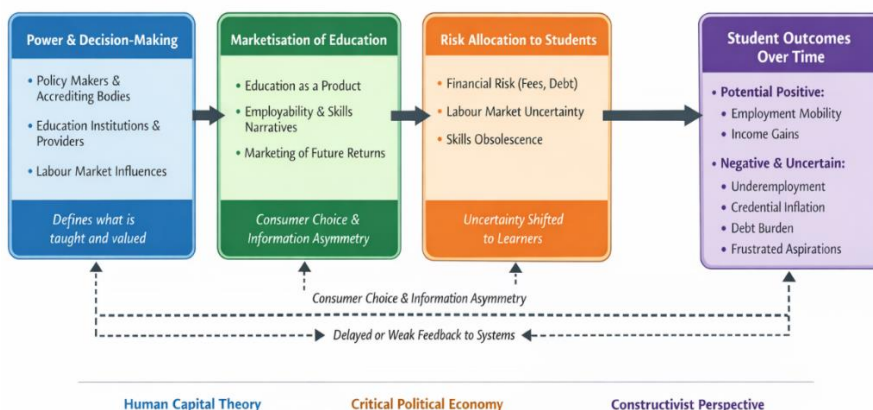 Power & Decision-Making
• Policy Makers &
Accrediting Bodies
• Education Institutions &
Providers
• Labour Market Influences
Defines what is
taught and valued
Marketisation of Education
• Education as a Product
• Employability & Skills
Narratives
• Marketing of Future Returns
Consumer Choice &
Information Asymmetry
Risk Allocation to Students
• Financial Risk (Fees, Debt)
• Labour Market Uncertainty
• Skills Obsolescence
Uncertainty Shifted
to Learners
Student Outcomes
Over Time
• Potential Positive:
• Employment Mobility
• Income Gains
• Negative & Uncertain:
• Underemployment
• Credential Inflation
• Debt Burden
• Frustrated Aspirations
Consumer Choice & Information Asymmetry
Delayed or Weak Feedback to Systems
Human Capital Theory
Critical Political Economy
Constructivist Perspective